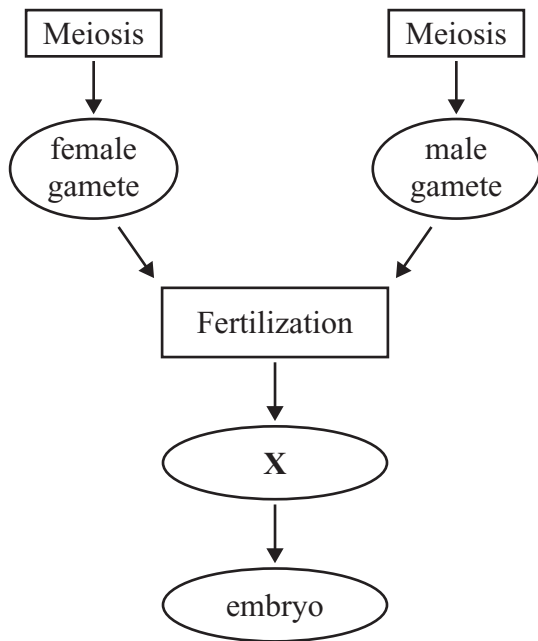 Meiosis
Meiosis
female
gamete
male
gamete
Fertilization
X
embryo